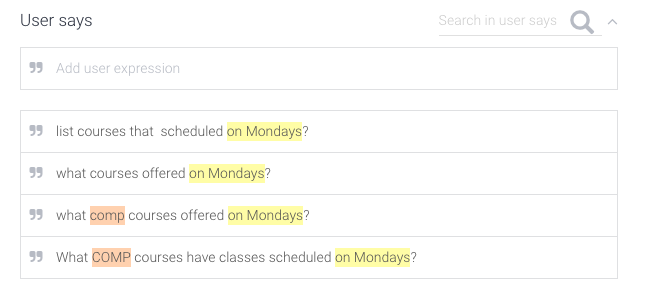 User says
Search in user says
Add user expression
list courses that scheduled on Mondays?
what courses offered on Mondays?
what comp courses offered on Mondays?
What COMP courses have classes scheduled on Mondays?